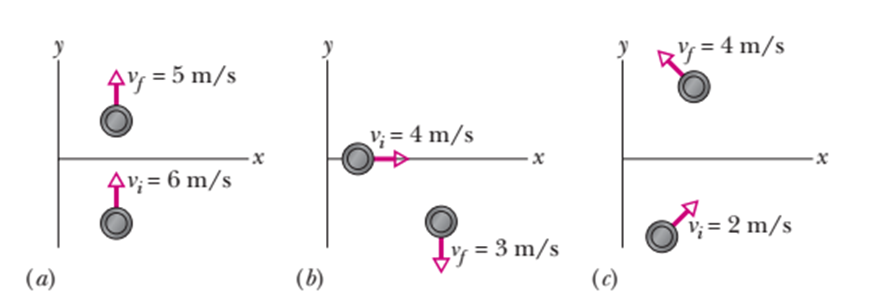 y
v_f = 5 m/s
x
v_i = 6 m/s
(a)
y
v_i = 4 m/s
x
v_f = 3 m/s
(b)
y
v_f = 4 m/s
x
v_i = 2 m/s
(c)